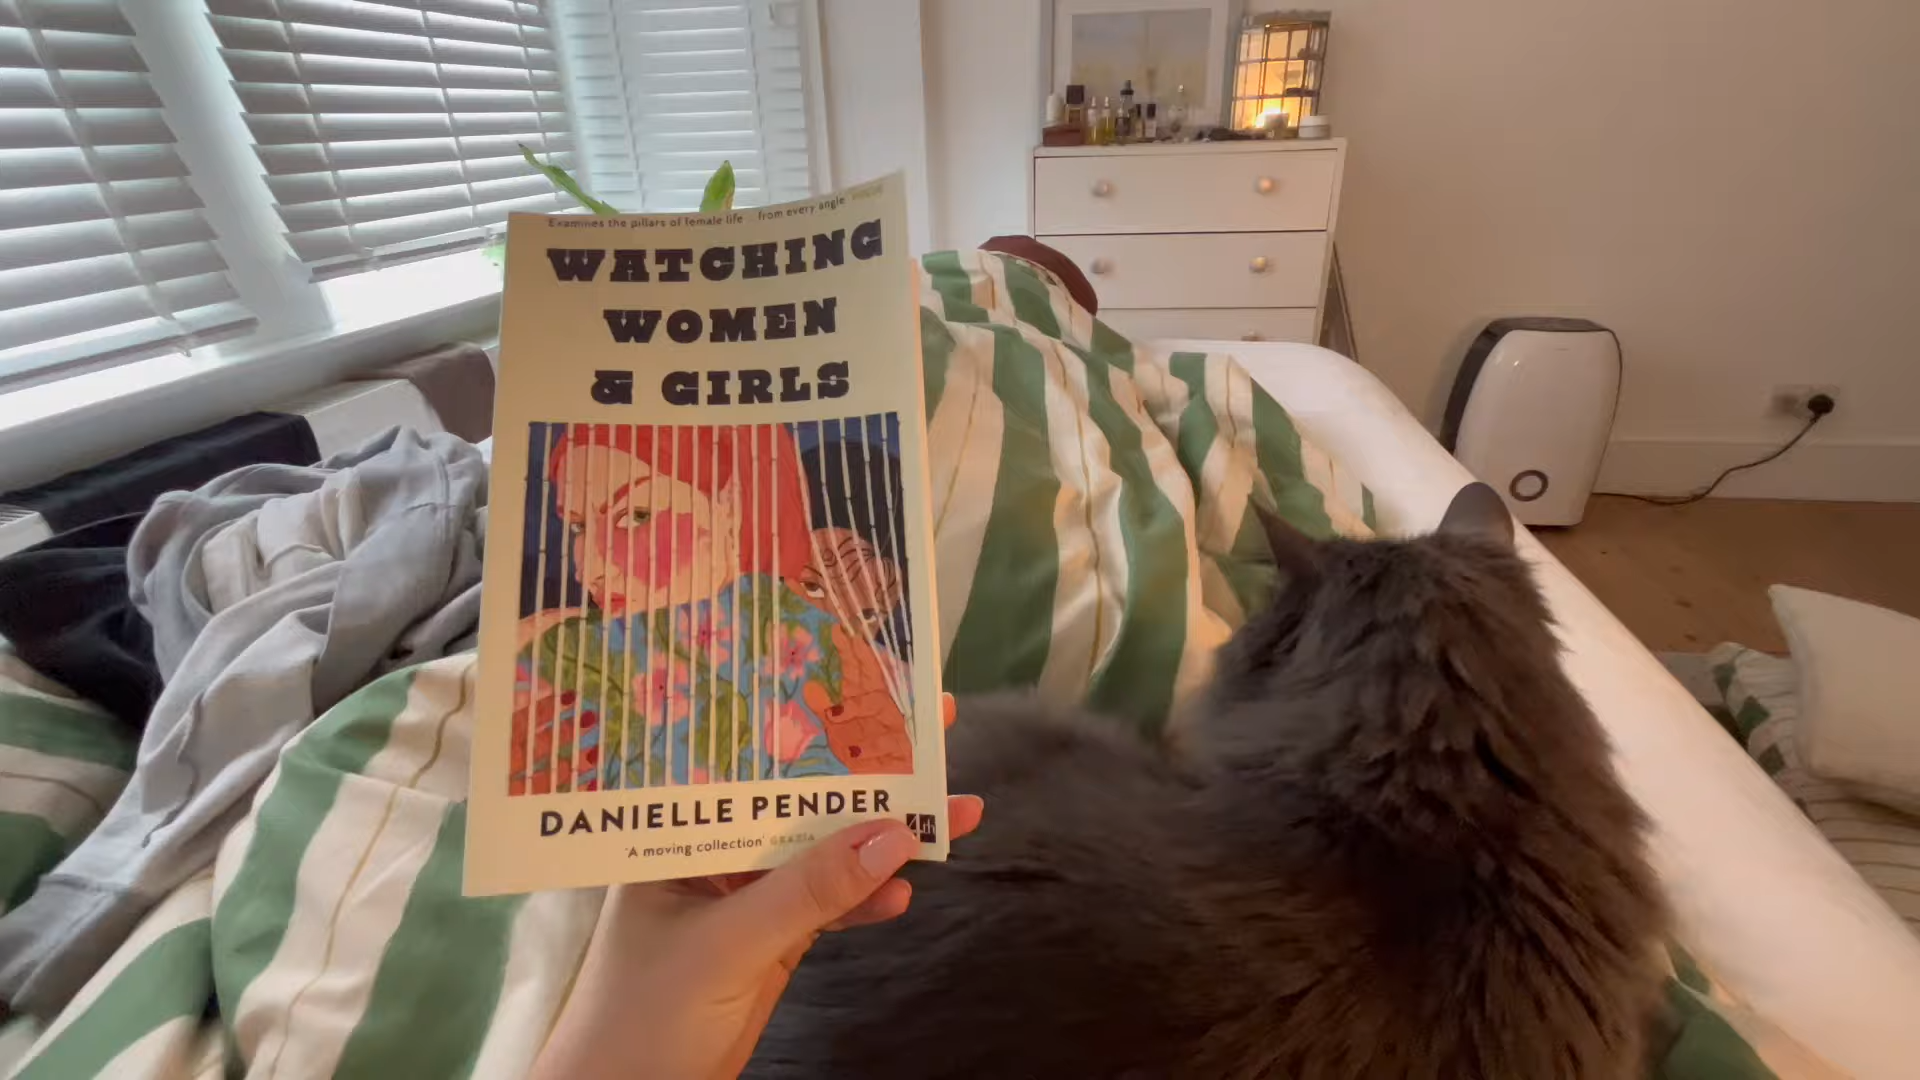 Examines the pillars of female life from every angle
WATCHING
WOMEN
& GIRLS
DANIELLE PENDER
4th
'A moving collection' GRAZIA